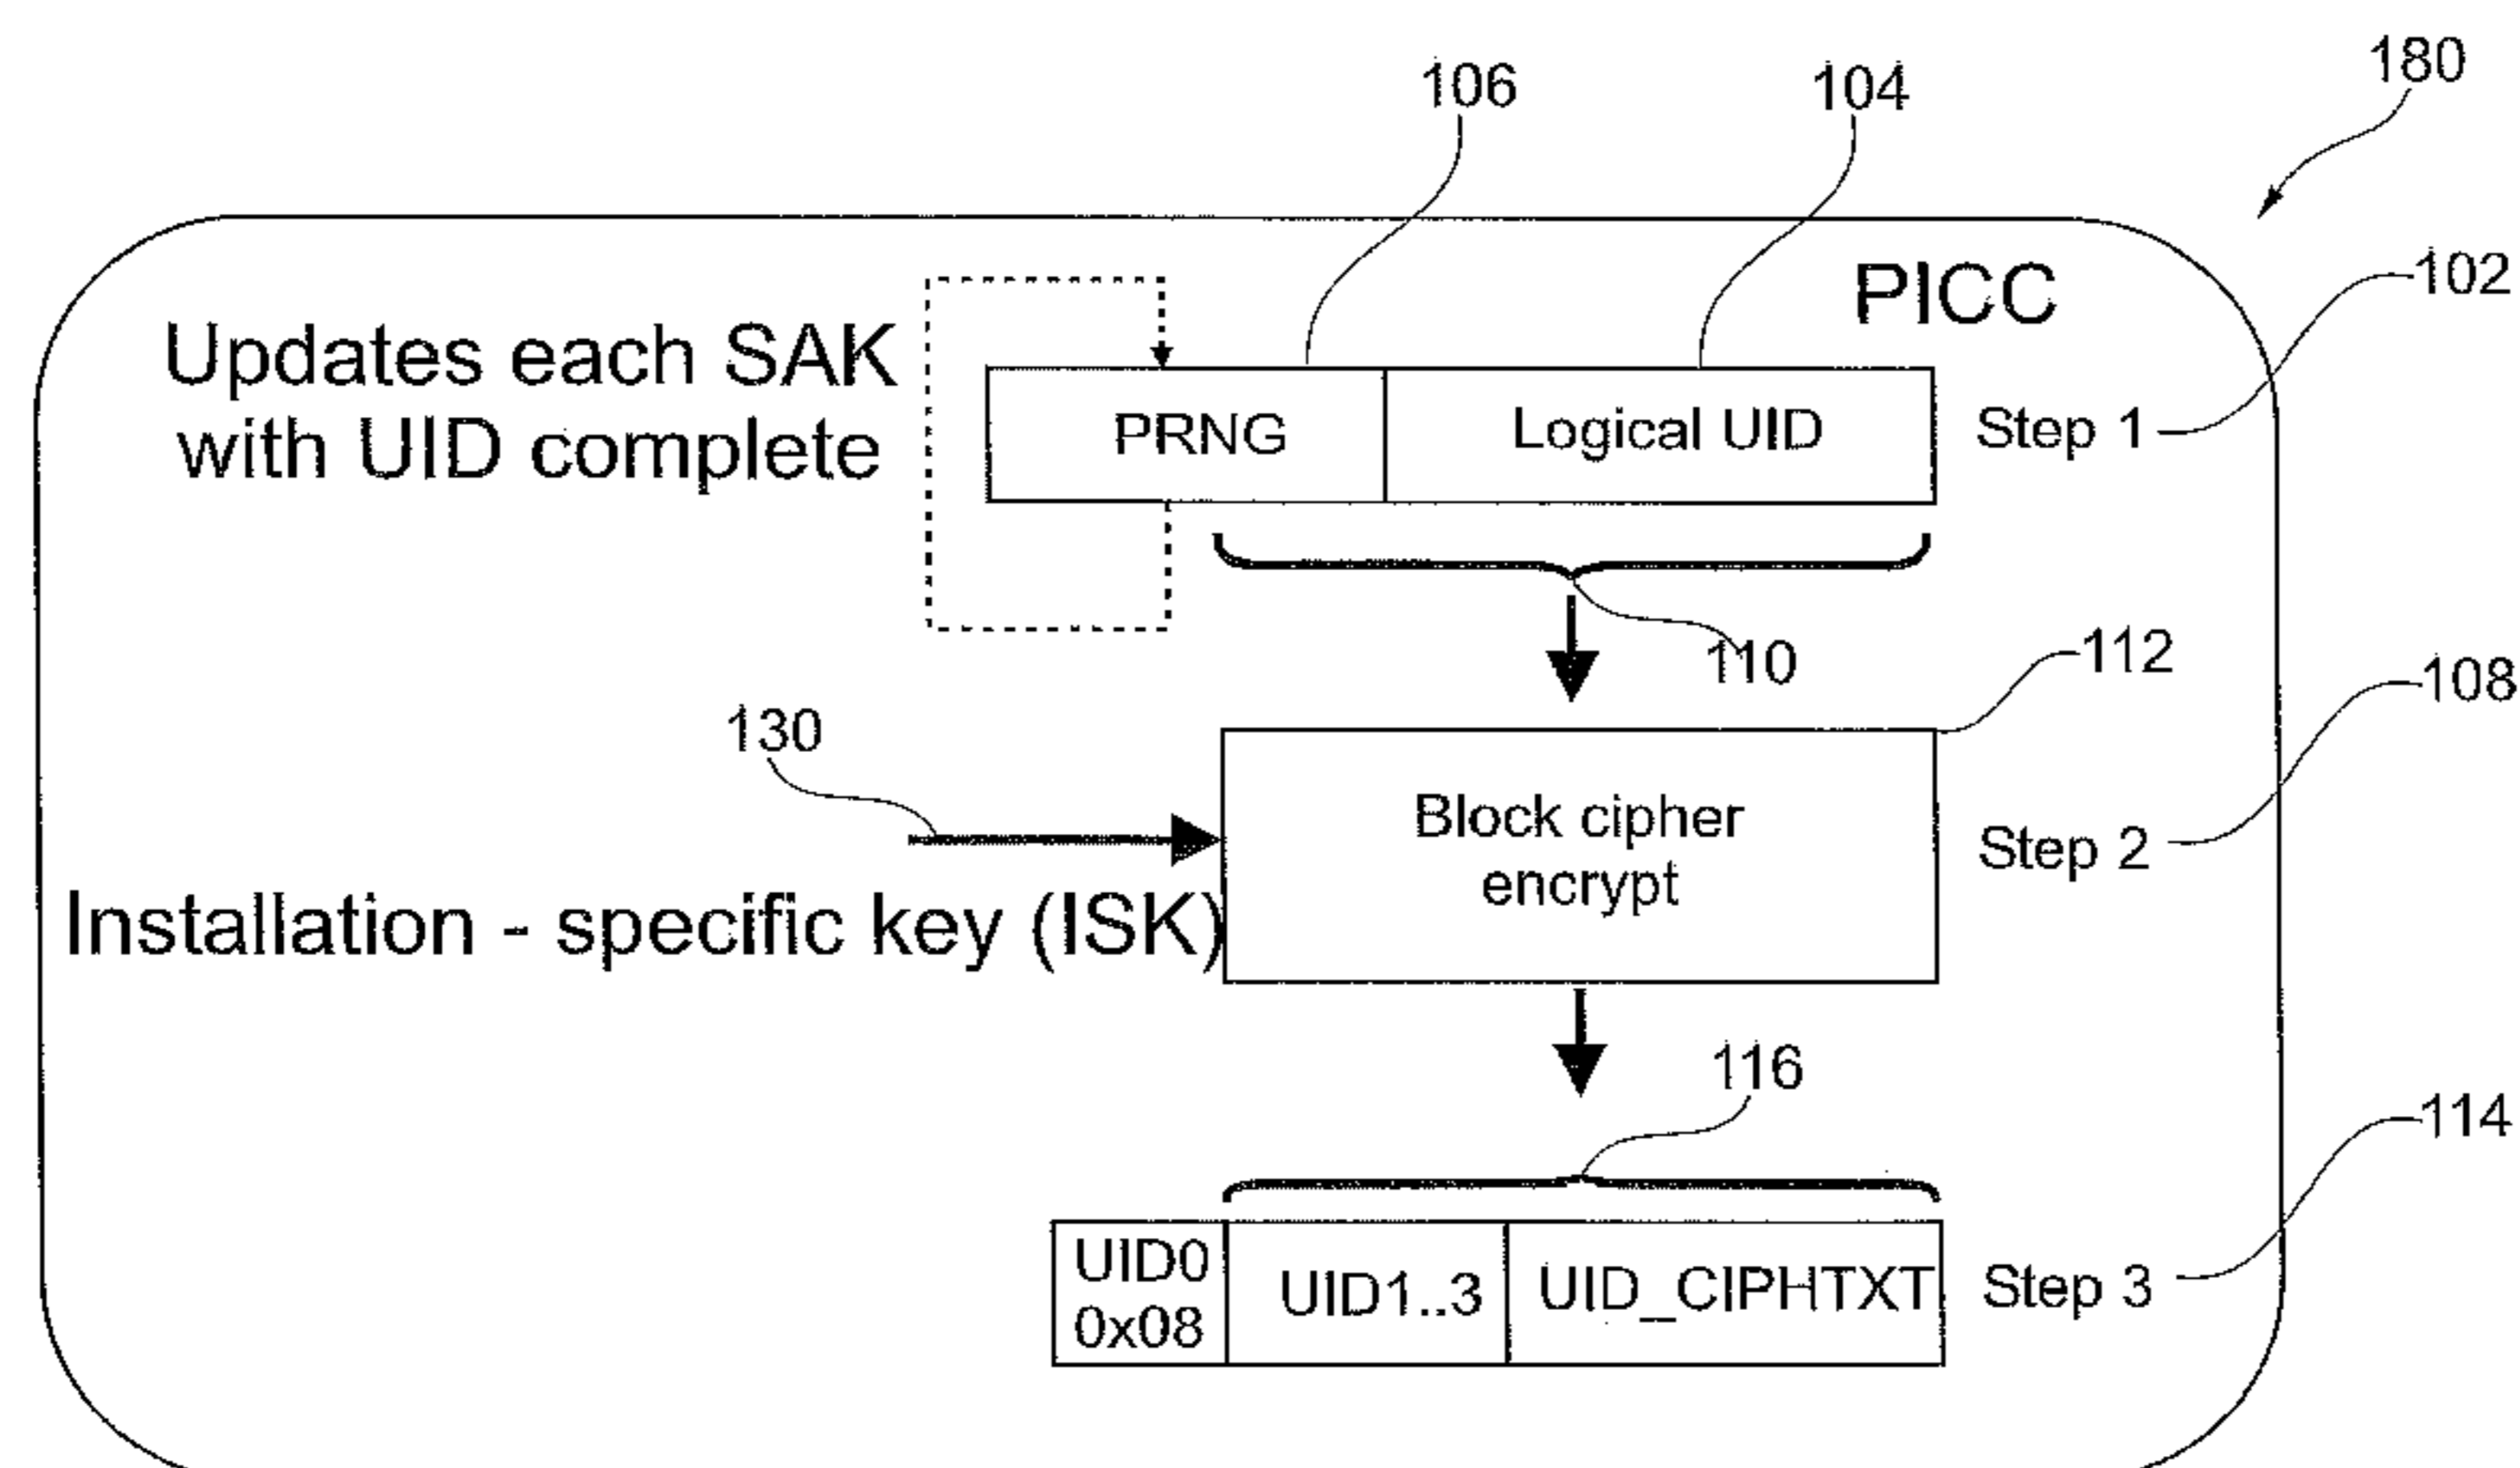 180
106
104
102
PICC
Updates each SAK
with UID complete
PRNG
Logical UID
Step 1
110
112
108
130
Block cipher
encrypt
Step 2
Installation - specific key (ISK)
116
114
UID0
0x08
UID1..3
UID_CIPHTXT
Step 3